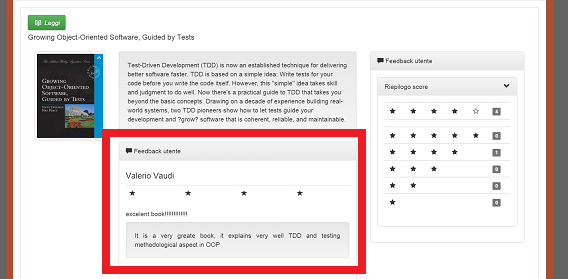 Leggi
Growing Object-Oriented Software, Guided by Tests
GROWING
OBJECT-ORIENTED
SOFTWARE,
GUIDED BY TESTS
Test-Driven Development (TDD) is now an established technique for delivering
better software faster. TDD is based on a simple idea: Write tests for your
code before you write the code itself. However, this "simple" idea takes skill
and judgment to do well. Now there's a practical guide to TDD that takes you
beyond the basic concepts. Drawing on a decade of experience building real-
world systems, two TDD pioneers show how to let tests guide your
development and ?grow? software that is coherent, reliable, and maintainable.
Feedback utente
Valerio Vaudi
excelent book!!!!!!!!!!!!!
It is a very greate book, it explains very well TDD and testing
methodological aspect in OOP
Feedback utente
Riepilogo score
4
0
1
0
0
0